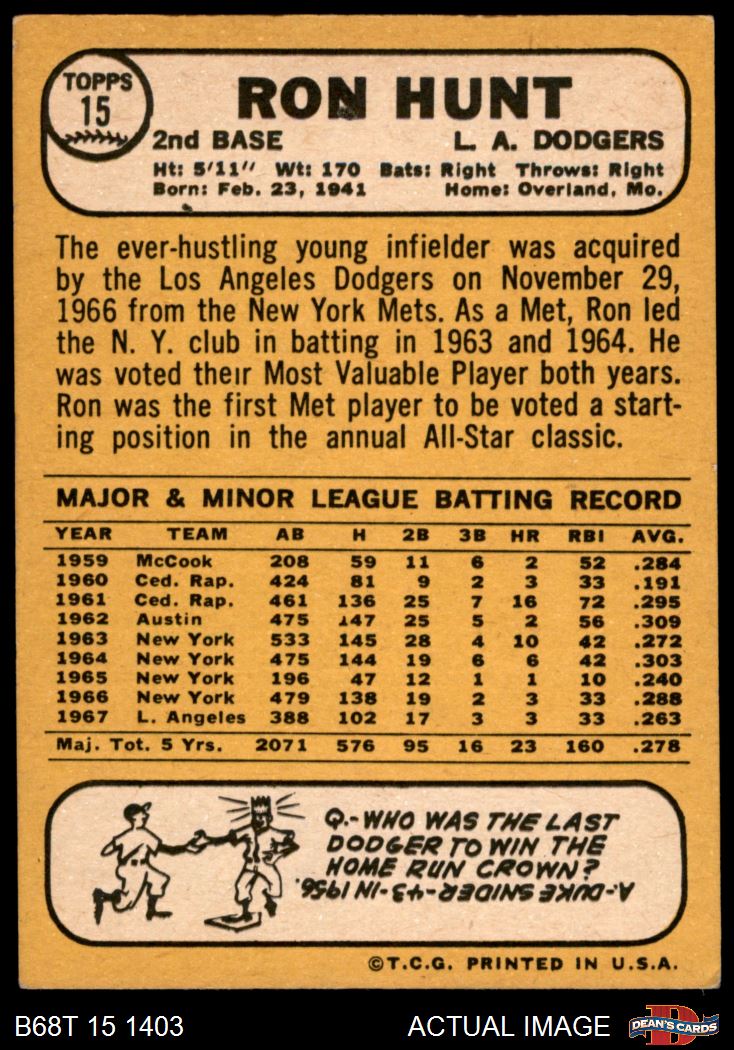 TOPPS
15
RON HUNT
2nd BASE L. A. DODGERS
Ht: 5'11" Wt: 170 Bats: Right Throws: Right
Born: Feb. 23, 1941 Home: Overland, Mo.
The ever-hustling young infielder was acquired
by the Los Angeles Dodgers on November 29,
1966 from the New York Mets. As a Met, Ron led
the N. Y. club in batting in 1963 and 1964. He
was voted their Most Valuable Player both years.
Ron was the first Met player to be voted a start-
ing position in the annual All-Star classic.
MAJOR & MINOR LEAGUE BATTING RECORD
YEAR TEAM AB H 2B 3B HR RBI AVG.
1959 McCook 208 59 11 6 2 52 .284
1960 Ced. Rap. 424 81 9 2 3 33 .191
1961 Ced. Rap. 461 136 25 7 16 72 .295
1962 Austin 475 147 25 5 2 56 .309
1963 New York 533 145 28 4 10 42 .272
1964 New York 475 144 19 6 6 42 .303
1965 New York 196 47 12 1 1 10 .240
1966 New York 479 138 19 2 3 33 .288
1967 L. Angeles 388 102 17 3 3 33 .263
Maj. Tot. 5 Yrs. 2071 576 95 16 23 160 .278
Q.-WHO WAS THE LAST
DODGER TO WIN THE
HOME RUN CROWN?
A-DUKE SNIDER-43-IN 1956.
©T.C.G. PRINTED IN U.S.A.
B68T 15 1403 ACTUAL IMAGE DEAN'S CARDS